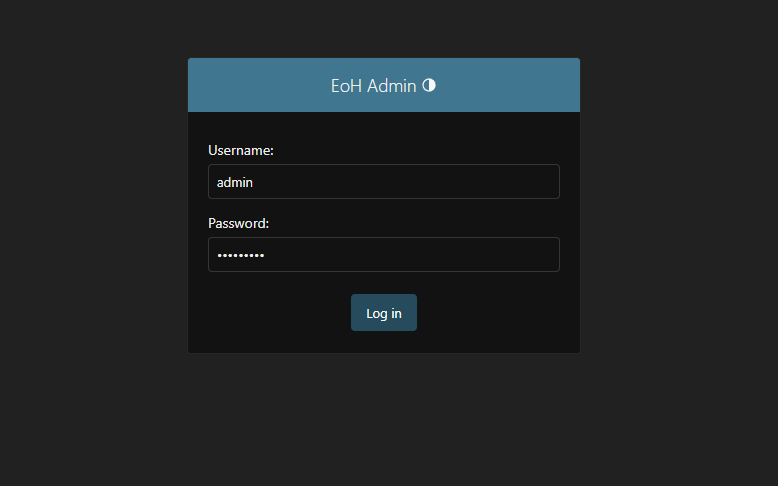 EoH Admin
Username:
admin
Password:
•••••••••
Log in